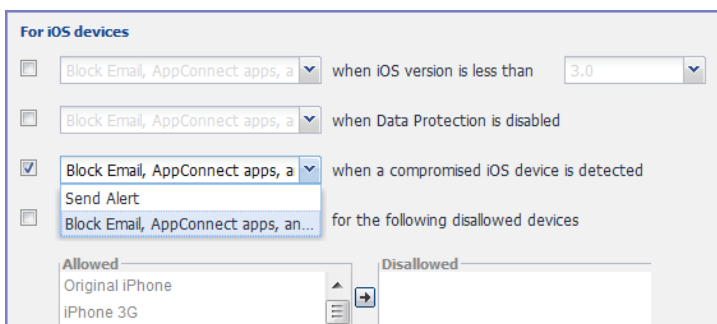 For iOS devices
Block Email, AppConnect apps, a when iOS version is less than 3.0
Block Email, AppConnect apps, a when Data Protection is disabled
Block Email, AppConnect apps, a when a compromised iOS device is detected
Send Alert
Block Email, AppConnect apps, an... for the following disallowed devices
Allowed Disallowed
Original iPhone
iPhone 3G